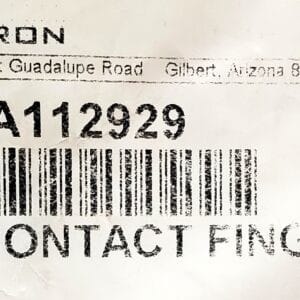 RON
Guadalupe Road Gilbert, Arizona 8
A112929
ONTACT FING